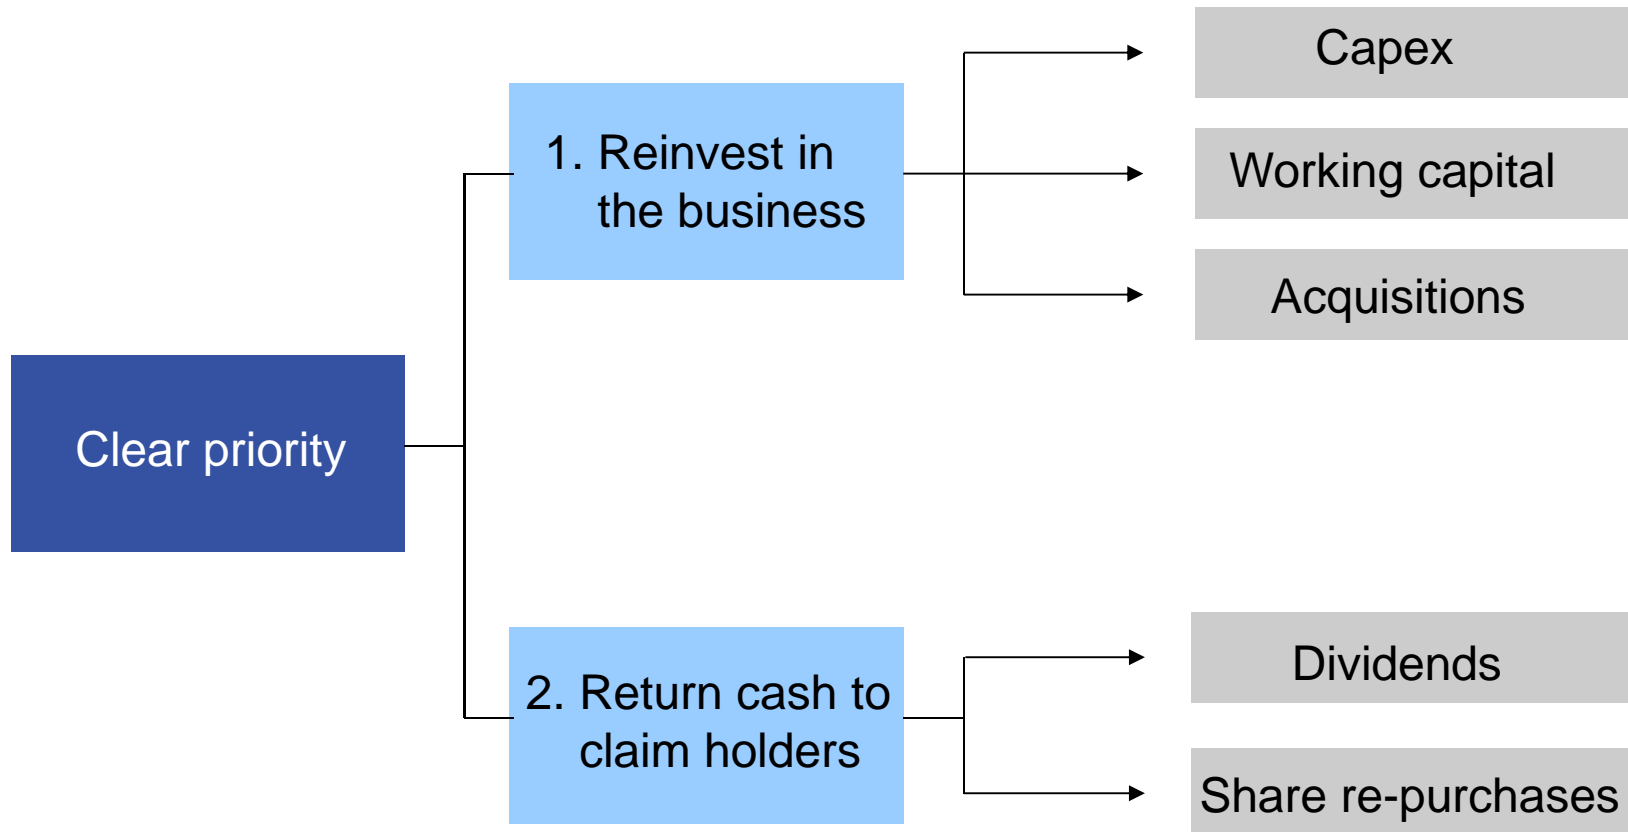 Clear priority
1. Reinvest in
the business
Capex
Working capital
Acquisitions
2. Return cash to
claim holders
Dividends
Share re-purchases